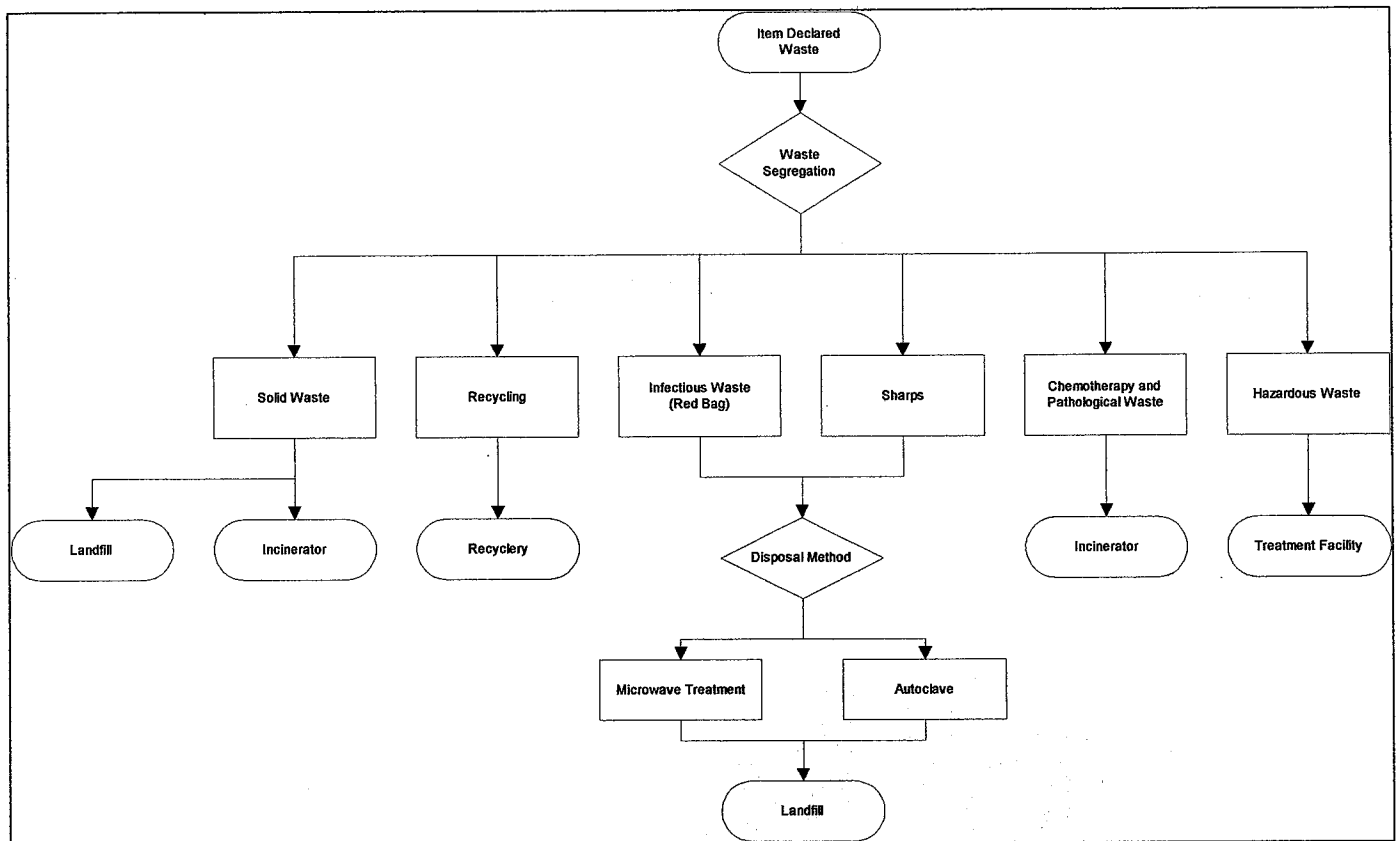 Item Declared
Waste
Waste
Segregation
Solid Waste
Recycling
Infectious Waste
(Red Bag)
Sharps
Chemotherapy and
Pathological Waste
Hazardous Waste
Landfill
Incinerator
Recyclery
Disposal Method
Incinerator
Treatment Facility
Microwave Treatment
Autoclave
Landfill